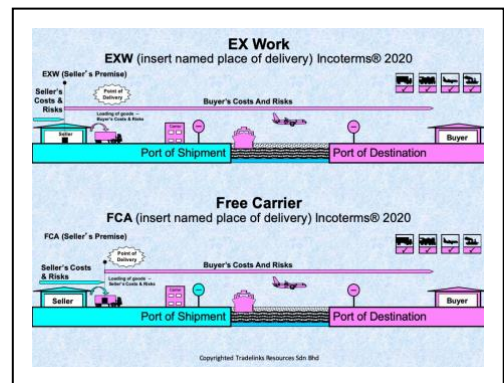 EX Work
EXW (insert named place of delivery) Incoterms® 2020
EXW (Seller's Premise)
Seller's
Costs &
Risks
Point of
Delivery
Buyer's Costs And Risks
Loading of goods –
Buyer's Costs & Risks
Carrier
Seller
Buyer
Port of Shipment
Port of Destination
Free Carrier
FCA (insert named place of delivery) Incoterms® 2020
FCA (Seller's Premise)
Point of
Delivery
Seller's Costs
& Risks
Buyer's Costs And Risks
Loading of goods –
Seller's Costs & Risks
Carrier
Seller
Buyer
Port of Shipment
Port of Destination
Copyrighted Tradelinks Resources Sdn Bhd